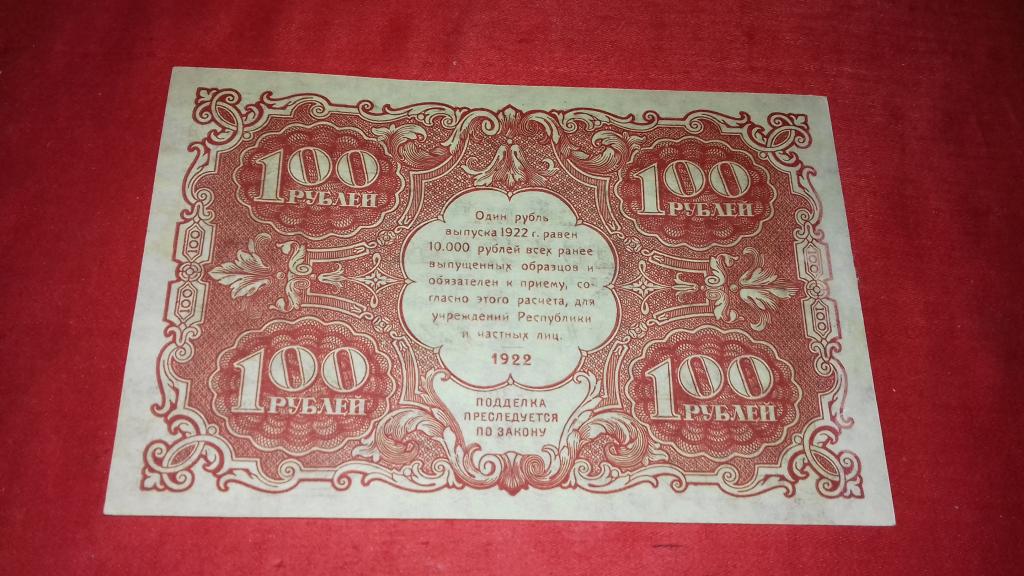 100
РУБЛЕЙ
100
РУБЛЕЙ
Один рубль
выпуска 1922 г. равен
10.000 рублей всех ранее
выпущенных образцов и
обязателен к приему, со-
гласно этого расчета, для
учреждений Республики
и частных лиц.
1922
100
РУБЛЕЙ
100
РУБЛЕЙ
ПОДДЕЛКА
ПРЕСЛЕДУЕТСЯ
ПО ЗАКОНУ